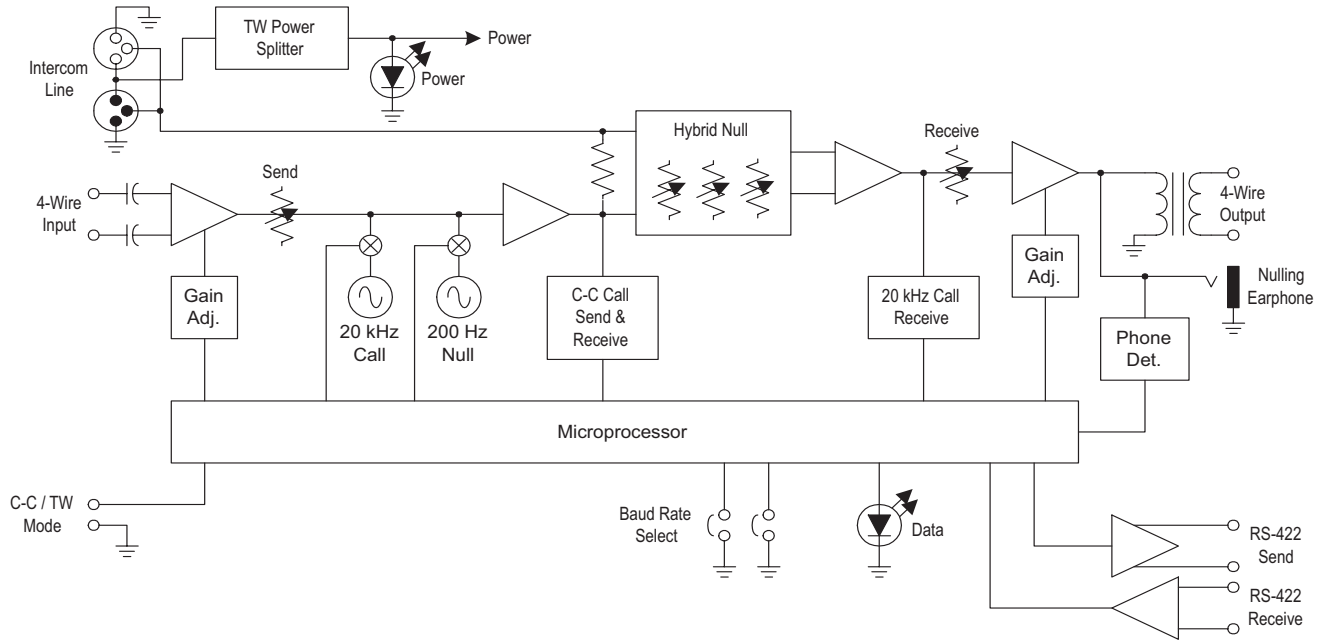 TW Power
Splitter
Power
Intercom
Line
Power
Hybrid Null
Receive
Send
4-Wire
Input
4-Wire
Output
Gain
Adj.
20 kHz
Call
200 Hz
Null
C-C Call
Send &
Receive
20 kHz Call
Receive
Gain
Adj.
Nulling
Earphone
Phone
Det.
Microprocessor
C-C / TW
Mode
Baud Rate
Select
Data
RS-422
Send
RS-422
Receive